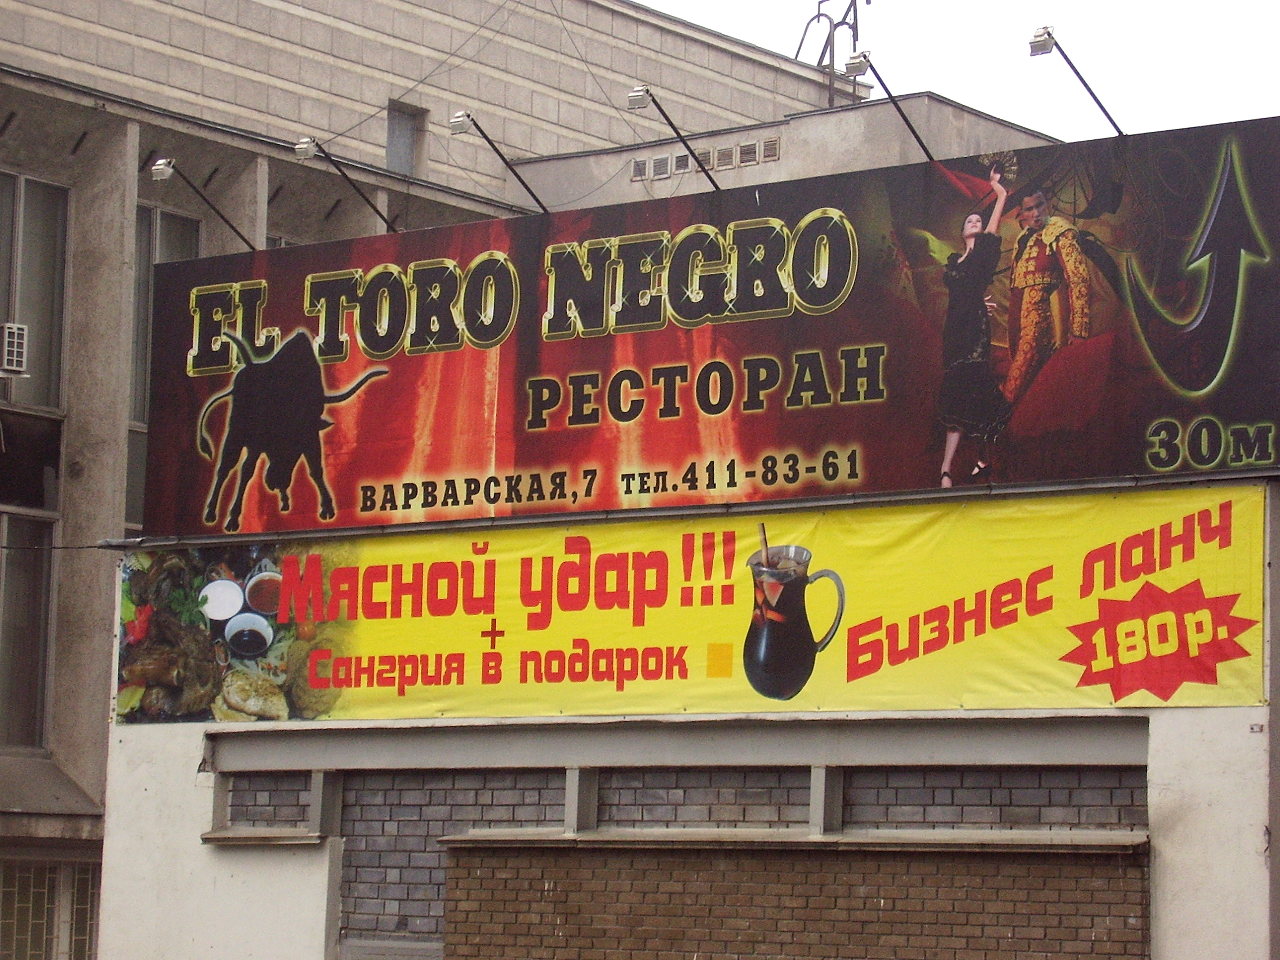 EL TORO NEGRO
РЕСТОРАН
ВАРВАРСКАЯ,7 ТЕЛ.411-83-61
30М
Мясной удар!!!
+
Сангрия в подарок
Бизнес ланч
180р.